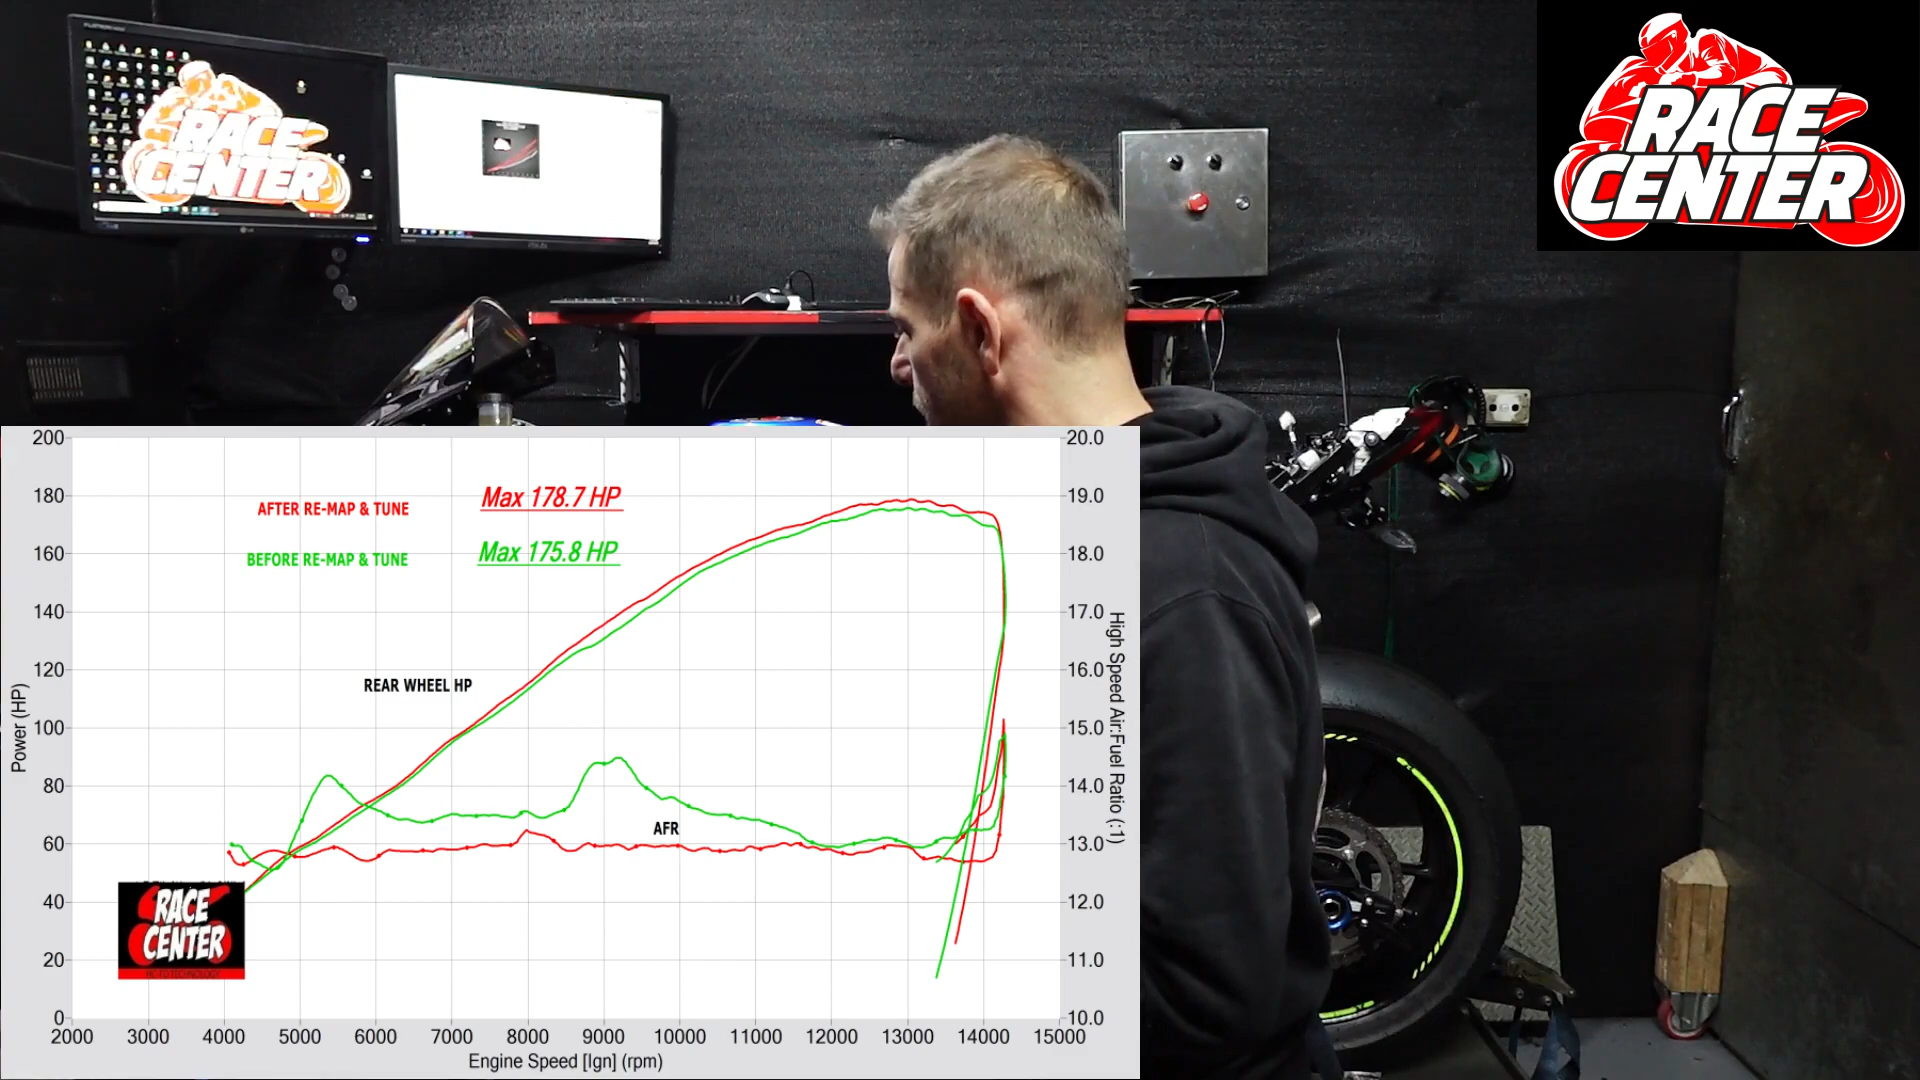 RACE
CENTER
RACE
CENTER
200
180
160
140
120
100
80
60
40
20
0
Power (HP)
AFTER RE-MAP & TUNE
Max 178.7 HP
BEFORE RE-MAP & TUNE
Max 175.8 HP
REAR WHEEL HP
AFR
RACE
CENTER
20.0
19.0
18.0
17.0
16.0
15.0
14.0
13.0
12.0
11.0
10.0
High Speed Air:Fuel Ratio (:1)
2000 3000 4000 5000 6000 7000 8000 9000 10000 11000 12000 13000 14000 15000
Engine Speed [Ign] (rpm)